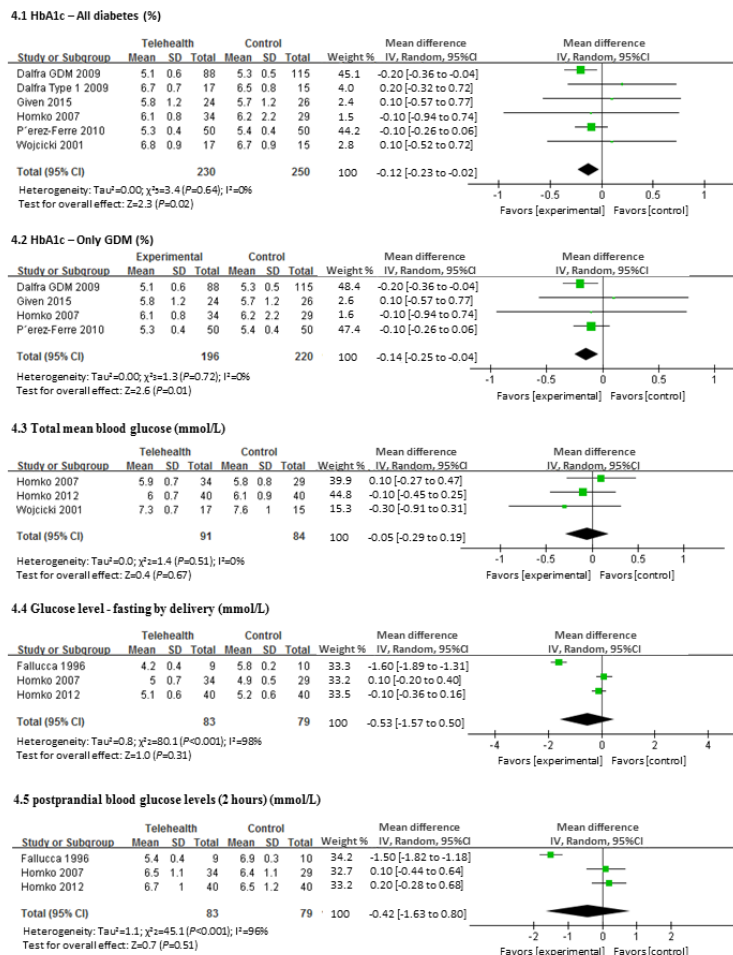 4.1 HbA1c – All diabetes (%)
Telehealth Control Mean difference Mean difference
Study or Subgroup Mean SD Total Mean SD Total Weight % IV, Random, 95%CI IV, Random, 95%CI
Dalfra GDM 2009 5.1 0.6 88 5.3 0.5 115 45.1 -0.20 [-0.36 to -0.04]
Dalfra Type 1 2009 6.7 0.7 17 6.5 0.8 15 4.0 0.20 [-0.32 to 0.72]
Given 2015 5.8 1.2 24 5.7 1.2 26 2.4 0.10 [-0.57 to 0.77]
Homko 2007 6.1 0.8 34 6.2 2.2 29 1.5 -0.10 [-0.94 to 0.74]
P´erez-Ferre 2010 5.3 0.4 50 5.4 0.4 50 44.2 -0.10 [-0.26 to 0.06]
Wojcicki 2001 6.8 0.9 17 6.7 0.9 15 2.8 0.10 [-0.52 to 0.72]
Total (95% CI) 230 250 100 -0.12 [-0.23 to -0.02]
Heterogeneity: Tau²=0.00; χ²₅=3.4 (P=0.64); I²=0%
Test for overall effect: Z=2.3 (P=0.02)
-1 -0.5 0 0.5 1
Favors [experimental] Favors[control]
4.2 HbA1c – Only GDM (%)
Experimental Control Mean difference Mean difference
Study or Subgroup Mean SD Total Mean SD Total Weight % IV, Random, 95%CI IV, Random, 95%CI
Dalfra GDM 2009 5.1 0.6 88 5.3 0.5 115 48.4 -0.20 [-0.36 to -0.04]
Given 2015 5.8 1.2 24 5.7 1.2 26 2.6 0.10 [-0.57 to 0.77]
Homko 2007 6.1 0.8 34 6.2 2.2 29 1.6 -0.10 [-0.94 to 0.74]
P´erez-Ferre 2010 5.3 0.4 50 5.4 0.4 50 47.4 -0.10 [-0.26 to 0.06]
Total (95% CI) 196 220 100 -0.14 [-0.25 to -0.04]
Heterogeneity: Tau²=0.00; χ²₃=1.3 (P=0.72); I²=0%
Test for overall effect: Z=2.6 (P=0.01)
-1 -0.5 0 0.5 1
Favors [experimental] Favors[control]
4.3 Total mean blood glucose (mmol/L)
Telehealth Control Mean difference Mean difference
Study or Subgroup Mean SD Total Mean SD Total Weight % IV, Random, 95%CI IV, Random, 95%CI
Homko 2007 5.9 0.7 34 5.8 0.8 29 39.9 0.10 [-0.27 to 0.47]
Homko 2012 6 0.7 40 6.1 0.9 40 44.8 -0.10 [-0.45 to 0.25]
Wojcicki 2001 7.3 0.7 17 7.6 1 15 15.3 -0.30 [-0.91 to 0.31]
Total (95% CI) 91 84 100 -0.05 [-0.29 to 0.19]
Heterogeneity: Tau²=0.0; χ²₂=1.4 (P=0.51); I²=0%
Test for overall effect: Z=0.4 (P=0.67)
-1 -0.5 0 0.5 1
Favors [experimental] Favors[control]
4.4 Glucose level - fasting by delivery (mmol/L)
Telehealth Control Mean difference Mean difference
Study or Subgroup Mean SD Total Mean SD Total Weight % IV, Random, 95%CI IV, Random, 95%CI
Fallucca 1996 4.2 0.4 9 5.8 0.2 10 33.3 -1.60 [-1.89 to -1.31]
Homko 2007 5 0.7 34 4.9 0.5 29 33.2 0.10 [-0.20 to 0.40]
Homko 2012 5.1 0.6 40 5.2 0.6 40 33.5 -0.10 [-0.36 to 0.16]
Total (95% CI) 83 79 100 -0.53 [-1.57 to 0.50]
Heterogeneity: Tau²=0.8; χ²₂=80.1 (P<0.001); I²=98%
Test for overall effect: Z=1.0 (P=0.31)
-4 -2 0 2 4
Favors [experimental] Favors[control]
4.5 postprandial blood glucose levels (2 hours) (mmol/L)
Telehealth Control Mean difference Mean difference
Study or Subgroup Mean SD Total Mean SD Total Weight % IV, Random, 95%CI IV, Random, 95%CI
Fallucca 1996 5.4 0.4 9 6.9 0.3 10 34.2 -1.50 [-1.82 to -1.18]
Homko 2007 6.5 1.1 34 6.4 1.1 29 32.7 0.10 [-0.44 to 0.64]
Homko 2012 6.7 1 40 6.5 1.2 40 33.2 0.20 [-0.28 to 0.68]
Total (95% CI) 83 79 100 -0.42 [-1.63 to 0.80]
Heterogeneity: Tau²=1.1; χ²₂=45.1 (P<0.001); I²=96%
Test for overall effect: Z=0.7 (P=0.51)
-2 -1 0 1 2
Favors [experimental] Favors[control]